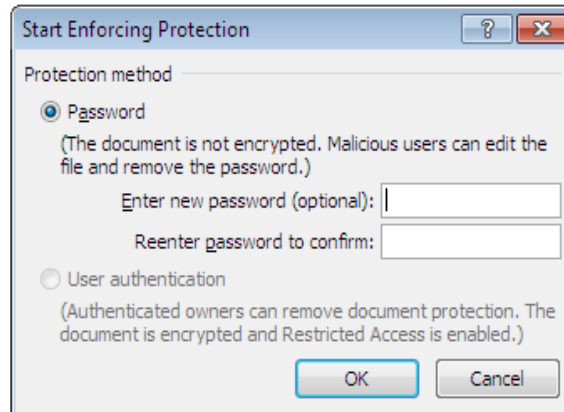 Start Enforcing Protection
Protection method
Password
(The document is not encrypted. Malicious users can edit the
file and remove the password.)
Enter new password (optional):
Reenter password to confirm:
User authentication
(Authenticated owners can remove document protection. The
document is encrypted and Restricted Access is enabled.)
OK Cancel